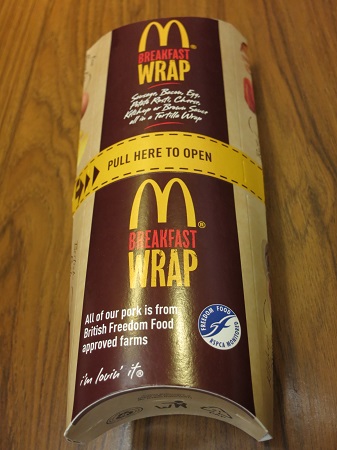 M
BREAKFAST
WRAP
Sausage, Bacon, Egg,
Potato Rosti, Cheese,
Ketchup or Brown Sauce
all in a Tortilla Wrap
PULL HERE TO OPEN
M®
BREAKFAST
WRAP
All of our pork is from
British Freedom Food
approved farms
FREEDOM FOOD
RSPCA MONITORED
i'm lovin' it®